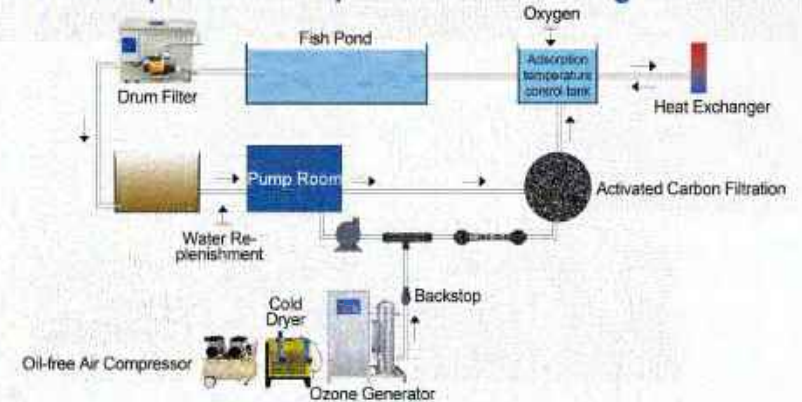 Oxygen
Fish Pond
Adsorption
temperature
control tank
Drum Filter
Heat Exchanger
Pump Room
Activated Carbon Filtration
Water Re-
plenishment
Backstop
Cold
Dryer
Oil-free Air Compressor
Ozone Generator